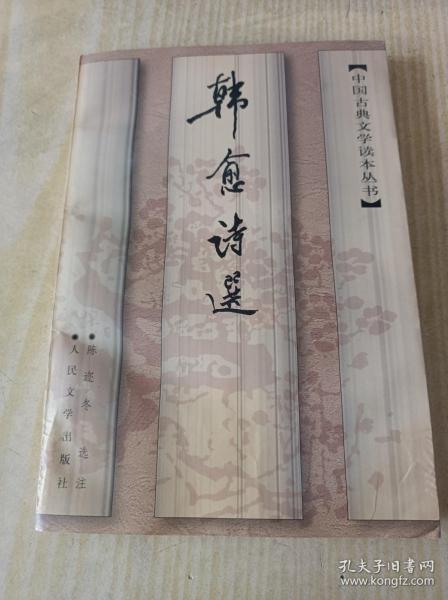 【中国古典文学读本丛书】
韩愈诗選
●陈迩冬 选注
●人民文学出版社
孔夫子旧书网
www.kongfz.com